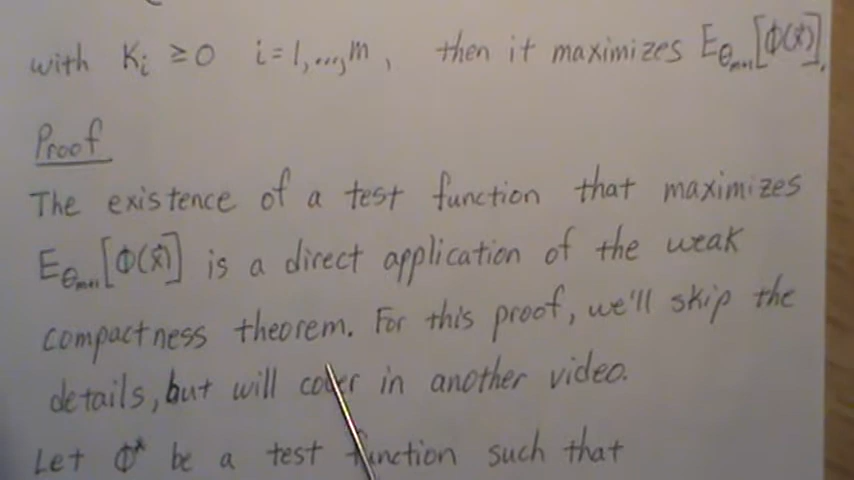 with Kᵢ ≥ 0 i = 1, ..., m, then it maximizes E_θₘ₊₁[Φ(x⃗)].
Proof
The existence of a test function that maximizes
E_θₘ₊₁[Φ(x⃗)] is a direct application of the weak
compactness theorem. For this proof, we'll skip the
details, but will cover in another video.
Let Φ* be a test function such that